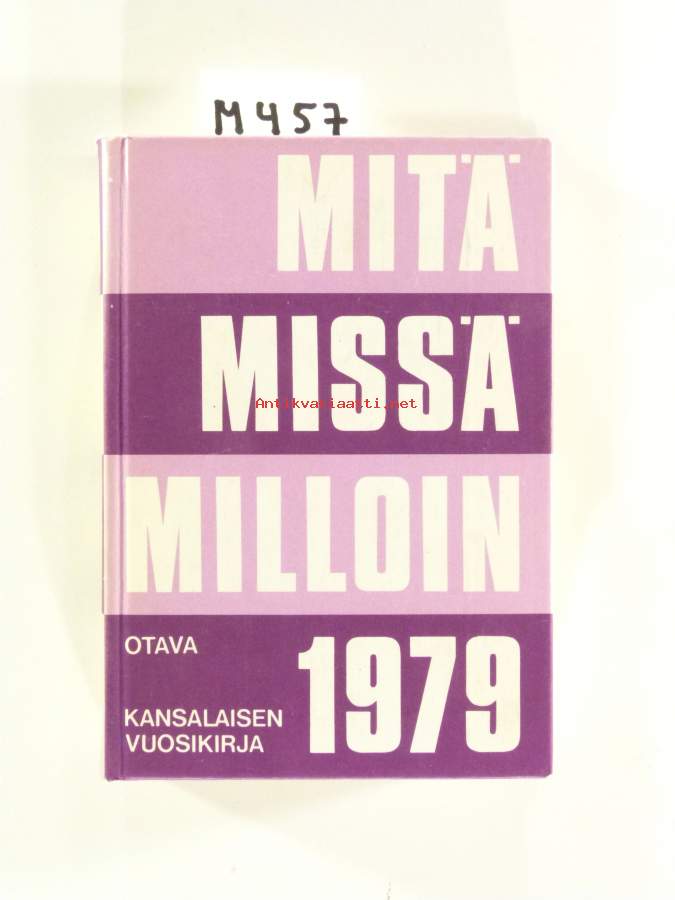 M457
MITÄ
MISSÄ
Antikvariaatti.net
MILLOIN
OTAVA
1979
KANSALAISEN
VUOSIKIRJA